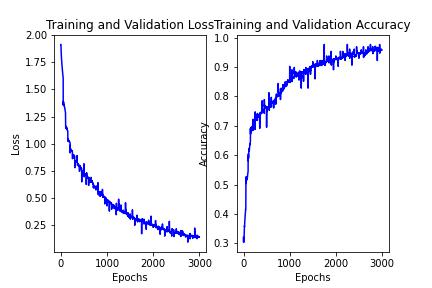 Training and Validation Loss
2.00
1.75
1.50
1.25
1.00
0.75
0.50
0.25
Loss
0 1000 2000 3000
Epochs
Training and Validation Accuracy
1.0
0.9
0.8
0.7
0.6
0.5
0.4
0.3
Accuracy
0 1000 2000 3000
Epochs